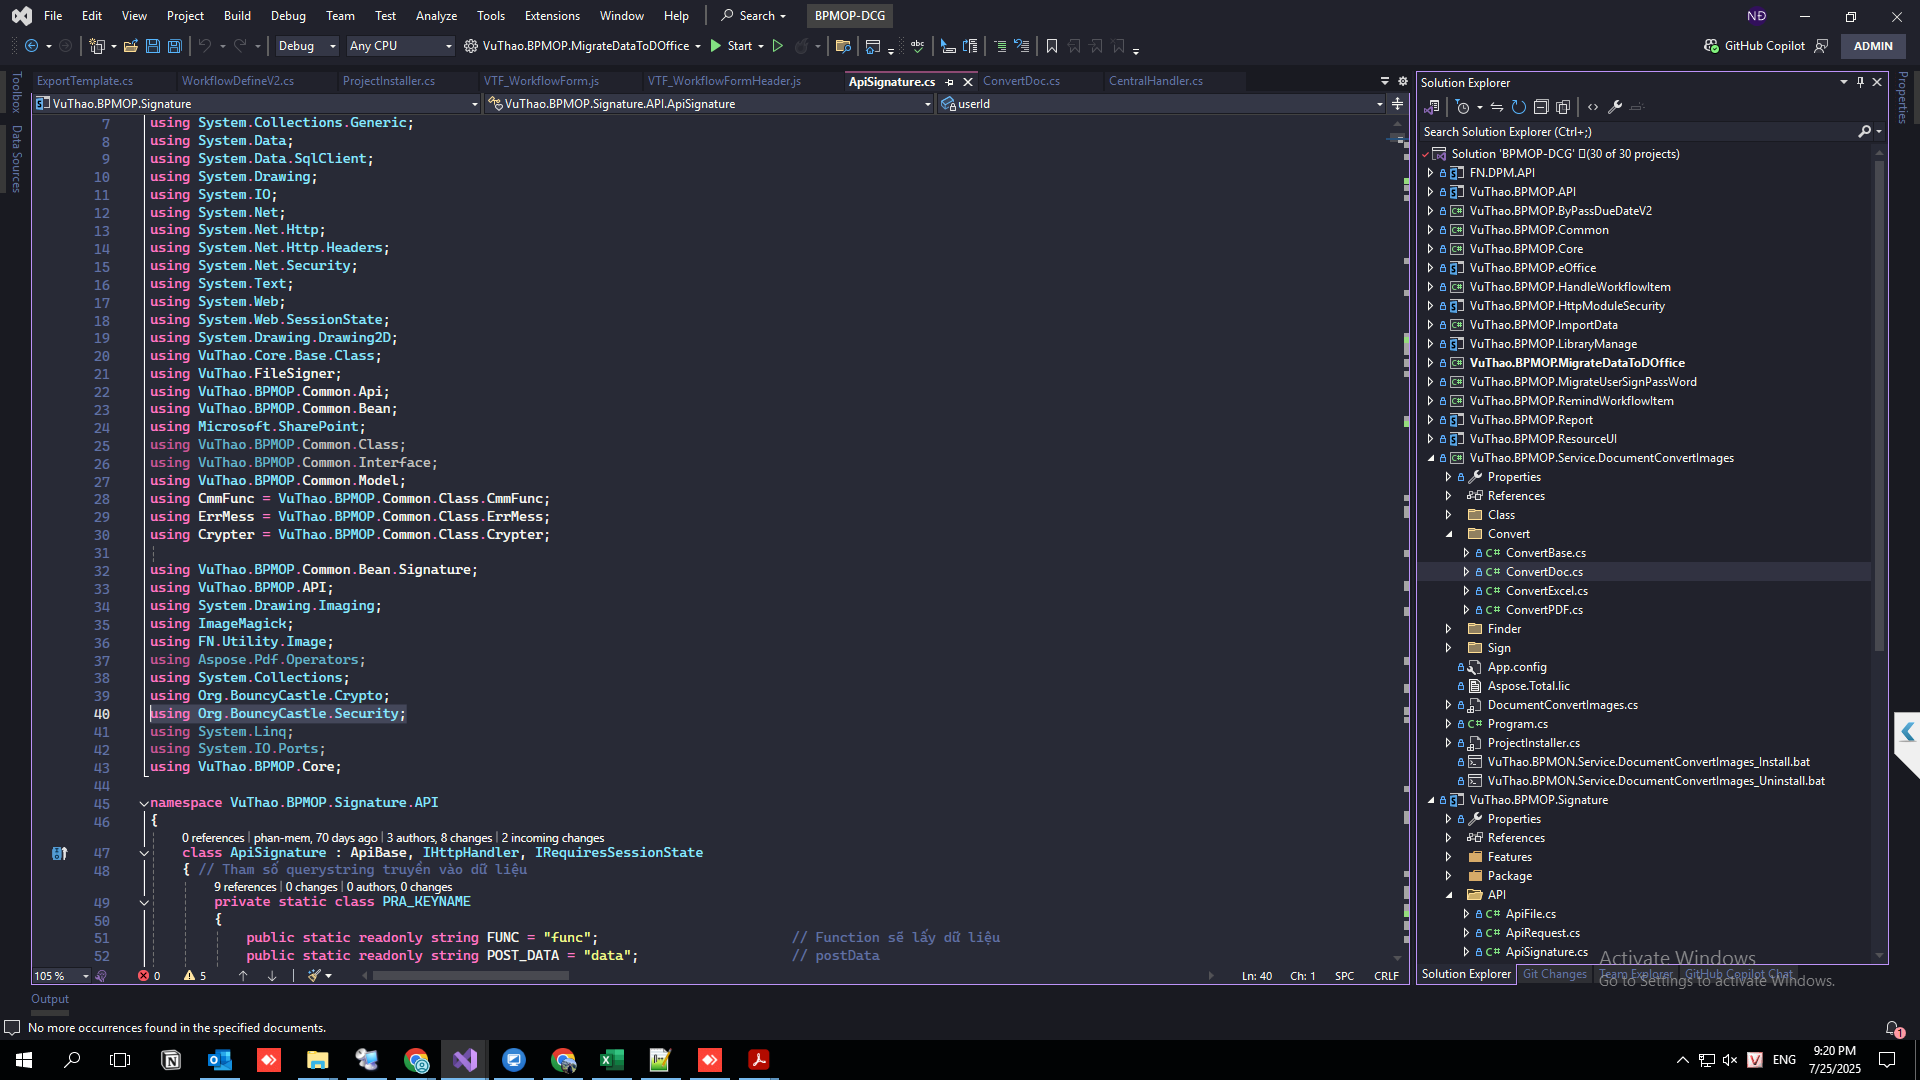 File Edit View Project Build Debug Team Test Analyze Tools Extensions Window Help Search BPMOP-DCG NĐ
Debug Any CPU VuThao.BPMOP.MigrateDataToDOffice Start GitHub Copilot ADMIN
Toolbox
Data Sources
ExportTemplate.cs WorkflowDefineV2.cs ProjectInstaller.cs VTF_WorkflowForm.js VTF_WorkflowFormHeader.js ApiSignature.cs ConvertDoc.cs CentralHandler.cs
VuThao.BPMOP.Signature VuThao.BPMOP.Signature.API.ApiSignature userId
7 using System.Collections.Generic;
8 using System.Data;
9 using System.Data.SqlClient;
10 using System.Drawing;
11 using System.IO;
12 using System.Net;
13 using System.Net.Http;
14 using System.Net.Http.Headers;
15 using System.Net.Security;
16 using System.Text;
17 using System.Web;
18 using System.Web.SessionState;
19 using System.Drawing.Drawing2D;
20 using VuThao.Core.Base.Class;
21 using VuThao.FileSigner;
22 using VuThao.BPMOP.Common.Api;
23 using VuThao.BPMOP.Common.Bean;
24 using Microsoft.SharePoint;
25 using VuThao.BPMOP.Common.Class;
26 using VuThao.BPMOP.Common.Interface;
27 using VuThao.BPMOP.Common.Model;
28 using CmmFunc = VuThao.BPMOP.Common.Class.CmmFunc;
29 using ErrMess = VuThao.BPMOP.Common.Class.ErrMess;
30 using Crypter = VuThao.BPMOP.Common.Class.Crypter;
31
32 using VuThao.BPMOP.Common.Bean.Signature;
33 using VuThao.BPMOP.API;
34 using System.Drawing.Imaging;
35 using ImageMagick;
36 using FN.Utility.Image;
37 using Aspose.Pdf.Operators;
38 using System.Collections;
39 using Org.BouncyCastle.Crypto;
40 using Org.BouncyCastle.Security;
41 using System.Linq;
42 using System.IO.Ports;
43 using VuThao.BPMOP.Core;
44
45 namespace VuThao.BPMOP.Signature.API
46 {
0 references | phan-mem, 70 days ago | 3 authors, 8 changes | 2 incoming changes
47 class ApiSignature : ApiBase, IHttpHandler, IRequiresSessionState
48 { // Tham số querystring truyền vào dữ liệu
9 references | 0 changes | 0 authors, 0 changes
49 private static class PRA_KEYNAME
50 {
51 public static readonly string FUNC = "func"; // Function sẽ lấy dữ liệu
52 public static readonly string POST_DATA = "data"; // postData
105 % 0 5 Ln: 40 Ch: 1 SPC CRLF
Solution Explorer
Search Solution Explorer (Ctrl+;)
Solution 'BPMOP-DCG' (30 of 30 projects)
FN.DPM.API
VuThao.BPMOP.API
VuThao.BPMOP.ByPassDueDateV2
VuThao.BPMOP.Common
VuThao.BPMOP.Core
VuThao.BPMOP.eOffice
VuThao.BPMOP.HandleWorkflowItem
VuThao.BPMOP.HttpModuleSecurity
VuThao.BPMOP.ImportData
VuThao.BPMOP.LibraryManage
VuThao.BPMOP.MigrateDataToDOffice
VuThao.BPMOP.MigrateUserSignPassWord
VuThao.BPMOP.RemindWorkflowItem
VuThao.BPMOP.Report
VuThao.BPMOP.ResourceUI
VuThao.BPMOP.Service.DocumentConvertImages
Properties
References
Class
Convert
C# ConvertBase.cs
C# ConvertDoc.cs
C# ConvertExcel.cs
C# ConvertPDF.cs
Finder
Sign
App.config
Aspose.Total.lic
DocumentConvertImages.cs
C# Program.cs
ProjectInstaller.cs
VuThao.BPMON.Service.DocumentConvertImages_Install.bat
VuThao.BPMON.Service.DocumentConvertImages_Uninstall.bat
VuThao.BPMOP.Signature
Properties
References
Features
Package
API
C# ApiFile.cs
C# ApiRequest.cs
C# ApiSignature.cs
Solution Explorer Git Changes Team Explorer GitHub Copilot Chat
Properties
Activate Windows
Go to Settings to activate Windows.
Output
No more occurrences found in the specified documents.
1
V ENG 9:20 PM
7/25/2025